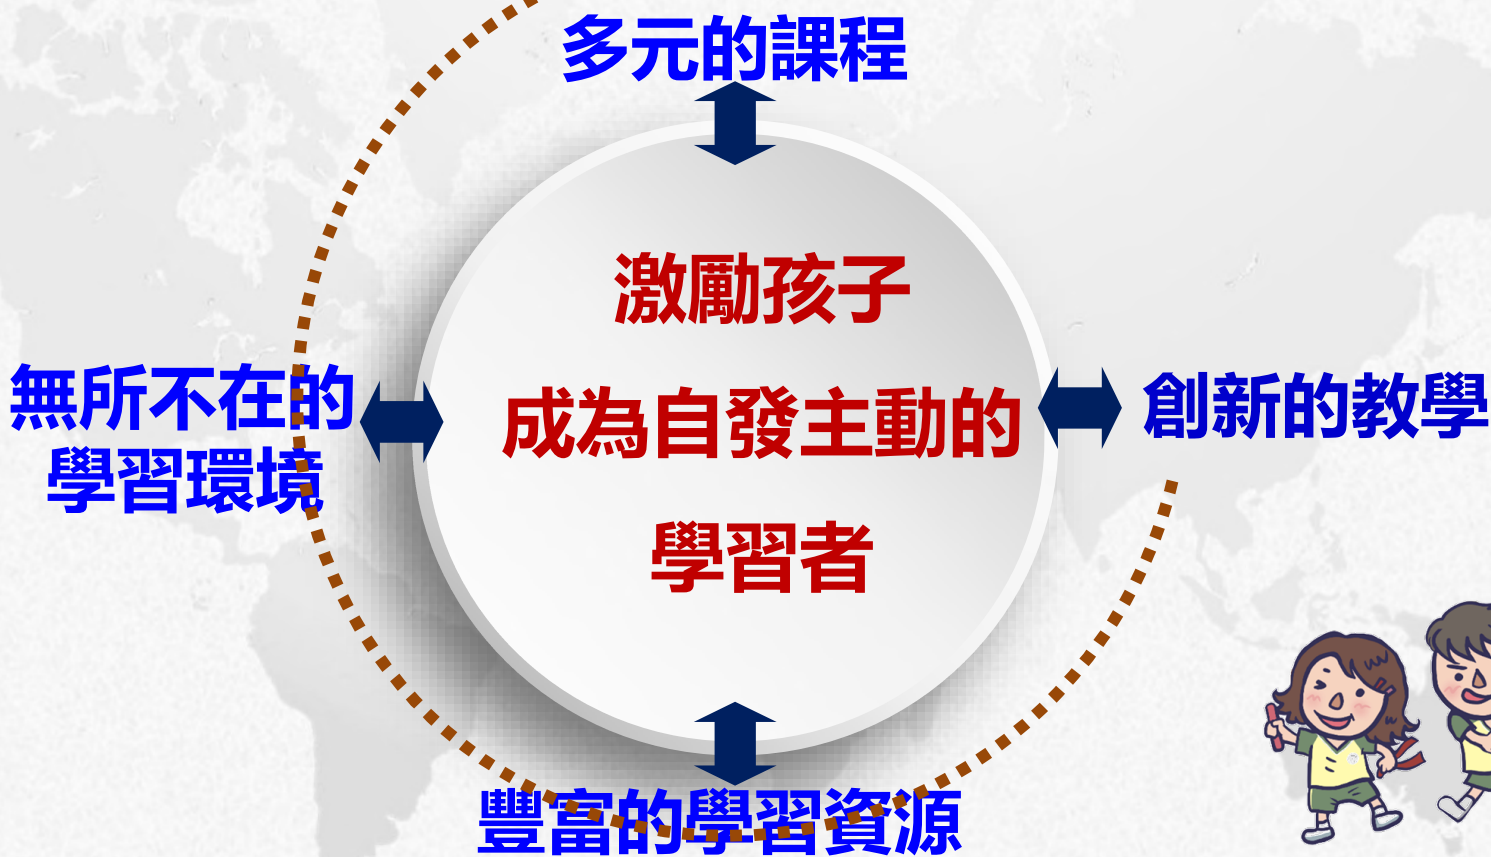 多元的課程
激勵孩子
成為自發主動的
學習者
無所不在的
學習環境
創新的教學
豐富的學習資源